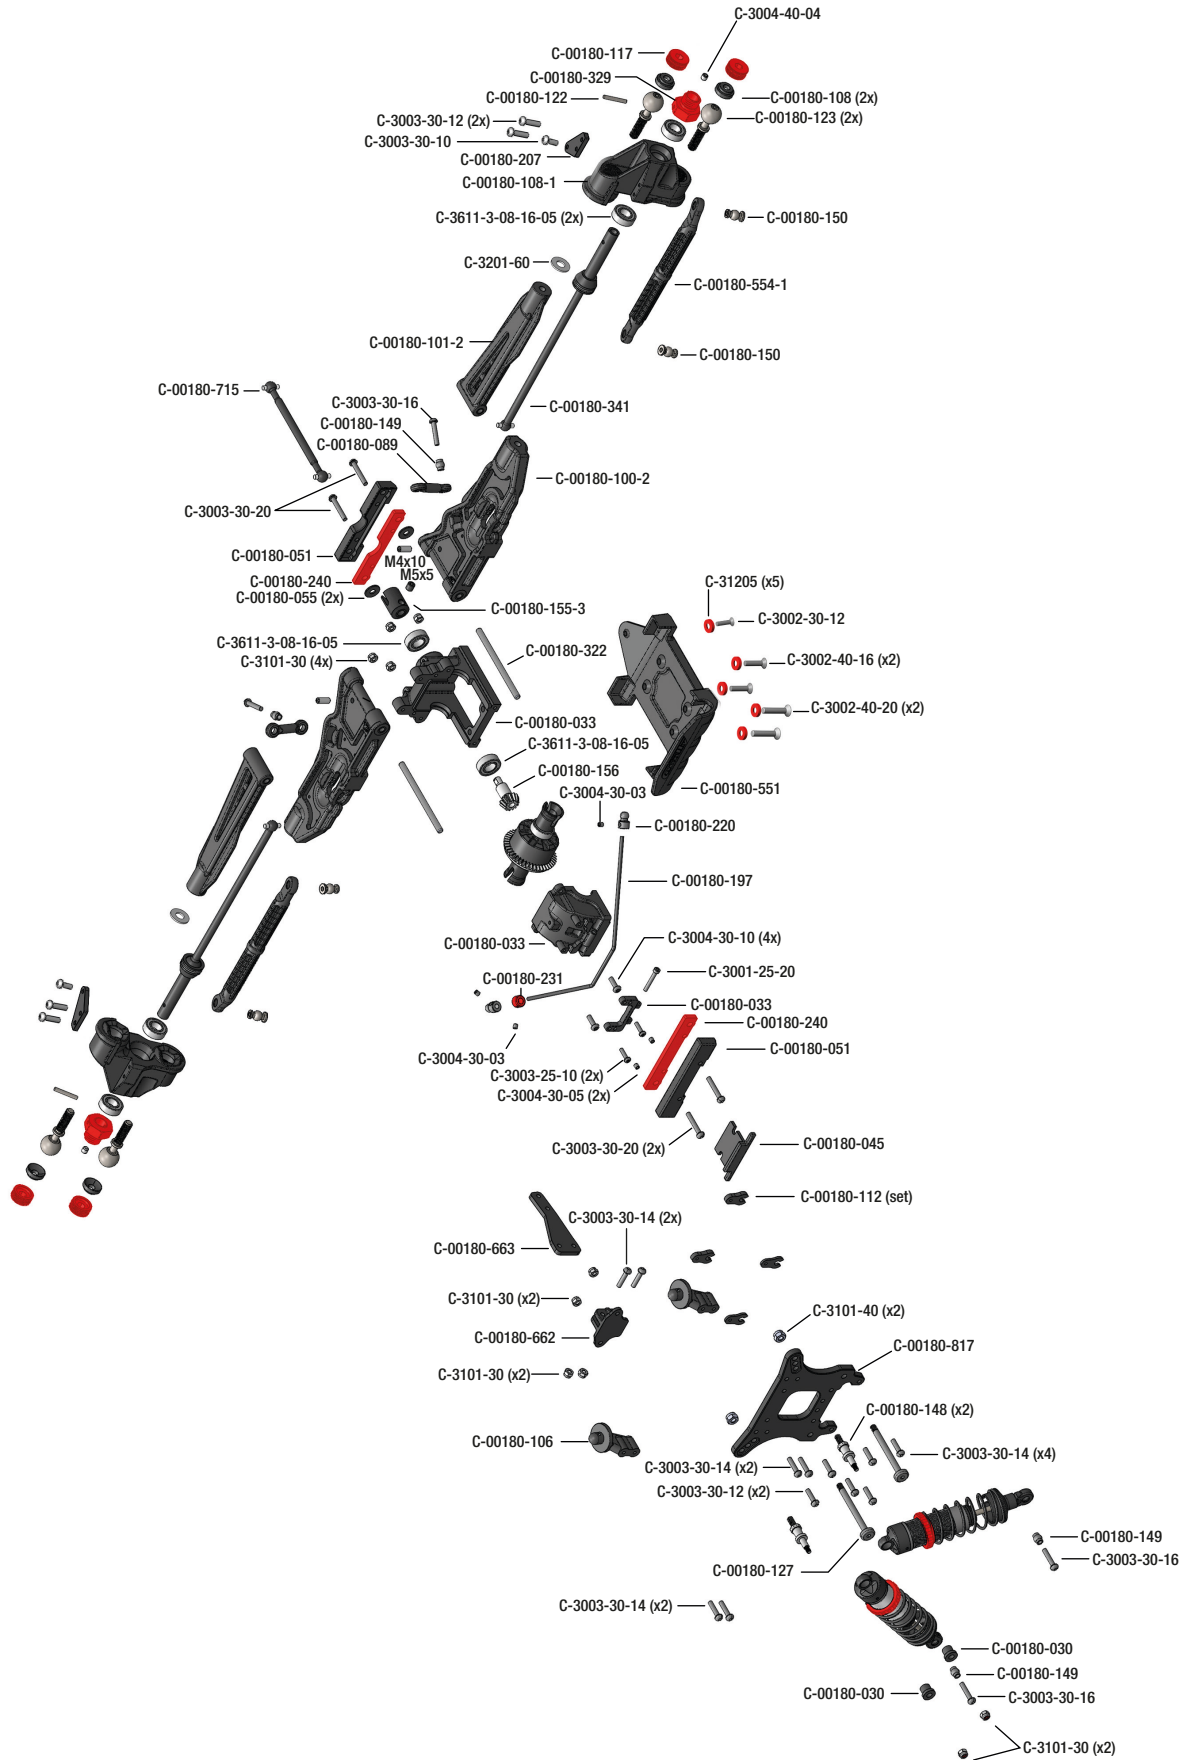 C-3004-40-04
C-00180-117
C-00180-329
C-00180-122
C-00180-108 (2x)
C-3003-30-12 (2x)
C-00180-123 (2x)
C-3003-30-10
C-00180-207
C-00180-108-1
C-3611-3-08-16-05 (2x)
C-00180-150
C-3201-60
C-00180-554-1
C-00180-101-2
C-00180-150
C-00180-715
C-3003-30-16
C-00180-341
C-00180-149
C-00180-089
C-00180-100-2
C-3003-30-20
C-00180-051
M4x10
M5x5
C-00180-240
C-31205 (x5)
C-00180-055 (2x)
C-00180-155-3
C-3002-30-12
C-3611-3-08-16-05
C-00180-322
C-3101-30 (4x)
C-3002-40-16 (x2)
C-3002-40-20 (x2)
C-00180-033
C-3611-3-08-16-05
C-00180-156
C-3004-30-03
C-00180-551
C-00180-220
C-00180-197
C-3004-30-10 (4x)
C-00180-033
C-3001-25-20
C-00180-231
C-00180-033
C-00180-240
C-00180-051
C-3004-30-03
C-3003-25-10 (2x)
C-3004-30-05 (2x)
C-00180-045
C-3003-30-20 (2x)
C-00180-112 (set)
C-3003-30-14 (2x)
C-00180-663
C-3101-30 (x2)
C-3101-40 (x2)
C-00180-662
C-00180-817
C-3101-30 (x2)
C-00180-148 (x2)
C-00180-106
C-3003-30-14 (x4)
C-3003-30-14 (x2)
C-3003-30-12 (x2)
C-00180-149
C-3003-30-16
C-00180-127
C-3003-30-14 (x2)
C-00180-030
C-00180-149
C-00180-030
C-3003-30-16
C-3101-30 (x2)